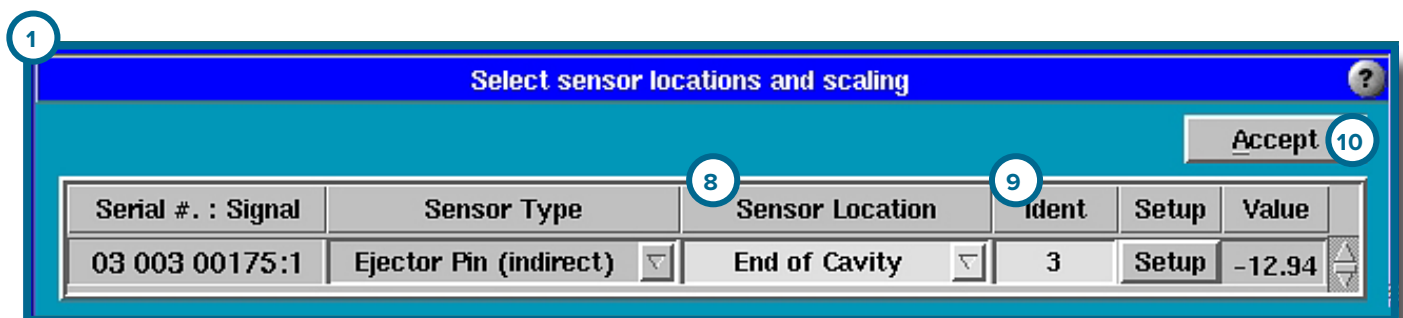 1
Select sensor locations and scaling ?
Accept 10
8 9
Serial #. : Signal Sensor Type Sensor Location Ident Setup Value
03 003 00175:1 Ejector Pin (indirect) End of Cavity 3 Setup -12.94